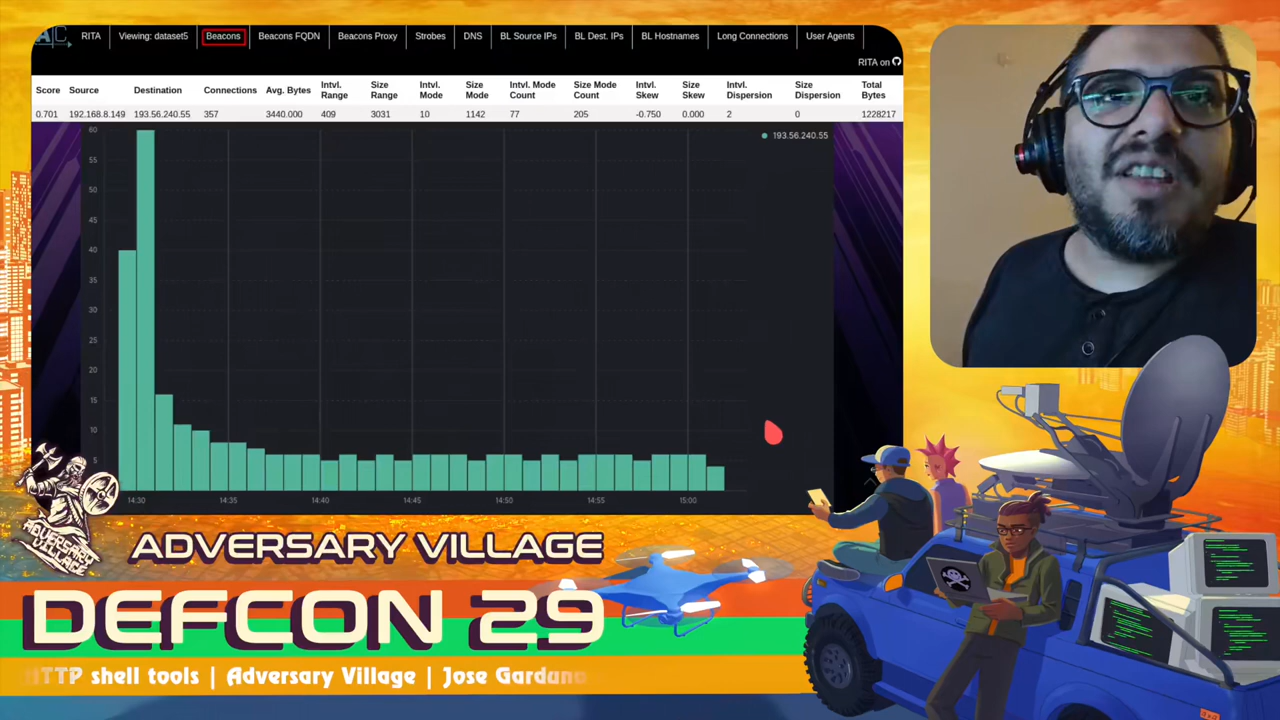 RITA Viewing: dataset5 Beacons Beacons FQDN Beacons Proxy Strobes DNS BL Source IPs BL Dest. IPs BL Hostnames Long Connections User Agents
RITA on
Score Source Destination Connections Avg. Bytes Intvl. Range Size Range Intvl. Mode Size Mode Intvl. Mode Count Size Mode Count Intvl. Skew Size Skew Intvl. Dispersion Size Dispersion Total Bytes
0.701 192.168.8.149 193.56.240.55 357 3440.000 409 3031 10 1142 77 205 -0.750 0.000 2 0 1228217
193.56.240.55
60
55
50
45
40
35
30
25
20
15
10
5
14:30 14:35 14:40 14:45 14:50 14:55 15:00
ADVERSARY VILLAGE
ADVERSARY VILLAGE
DEFCON 29
HTTP shell tools | Adversary Village | Jose Garduno